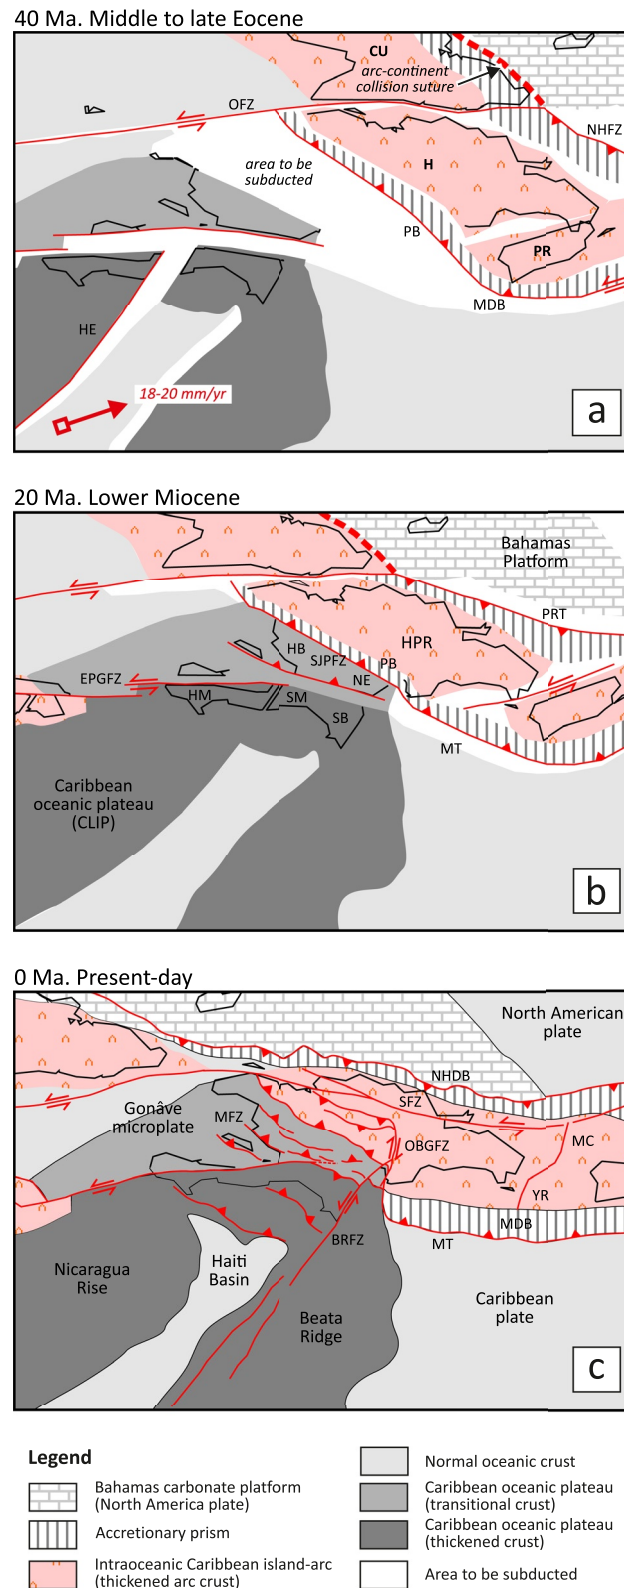 40 Ma. Middle to late Eocene
CU
arc-continent
collision suture
OFZ
NHFZ
area to be
subducted
H
PB
PR
MDB
HE
18-20 mm/yr
a
20 Ma. Lower Miocene
Bahamas
Platform
PRT
HB
HPR
SJPFZ
PB
EPGFZ
NE
HM
SM
SB
MT
Caribbean
oceanic plateau
(CLIP)
b
0 Ma. Present-day
North American
plate
NHDB
SFZ
Gonâve
microplate
MFZ
OBGFZ
MC
YR
MDB
BRFZ
MT
Nicaragua
Rise
Haiti
Basin
Beata
Ridge
Caribbean
plate
c
Legend
Bahamas carbonate platform
(North America plate)
Accretionary prism
Intraoceanic Caribbean island-arc
(thickened arc crust)
Normal oceanic crust
Caribbean oceanic plateau
(transitional crust)
Caribbean oceanic plateau
(thickened crust)
Area to be subducted